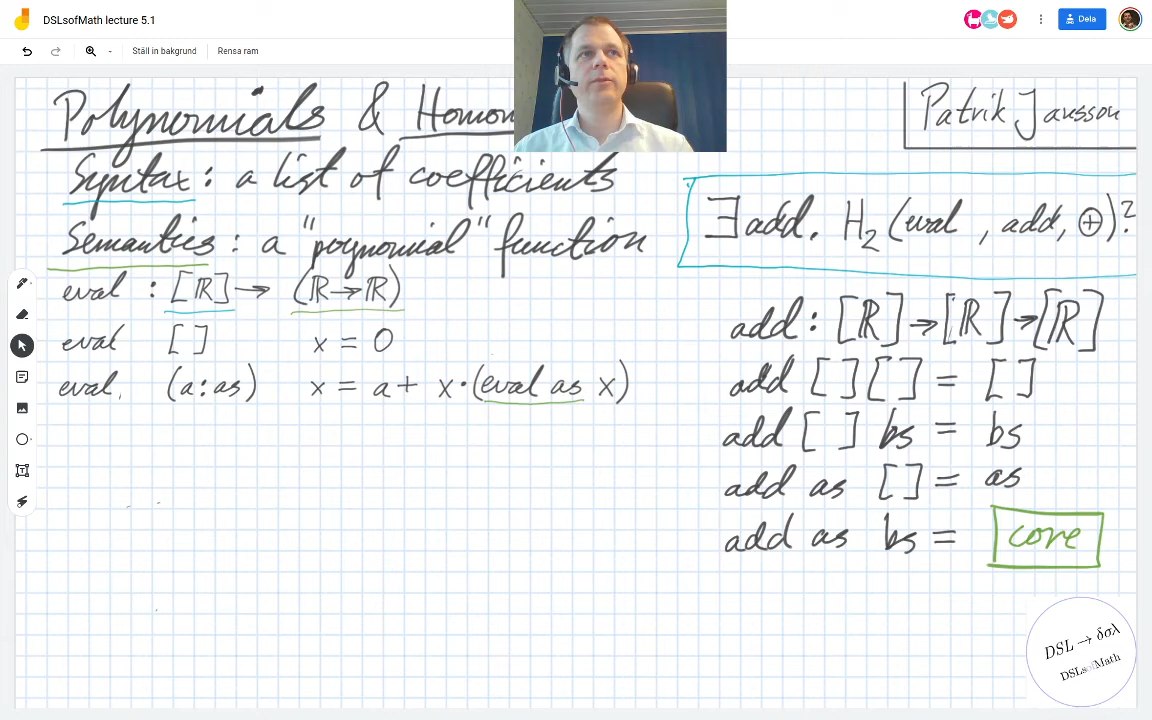 DSLsofMath lecture 5.1
Dela
Ställ in bakgrund
Rensa ram
Polynomials & Homom
Patrik Jansson
Syntax: a list of coefficients
∃ add. H₂(eval, add, ⊕)?
Semantics: a "polynomial" function
eval : [ℝ] → (ℝ→ℝ)
eval [] x = 0
eval (a:as) x = a + x·(eval as x)
add: [ℝ]→[ℝ]→[ℝ]
add [] [] = []
add [] bs = bs
add as [] = as
add as bs = core
DSL → δσλ
DSLsofMath